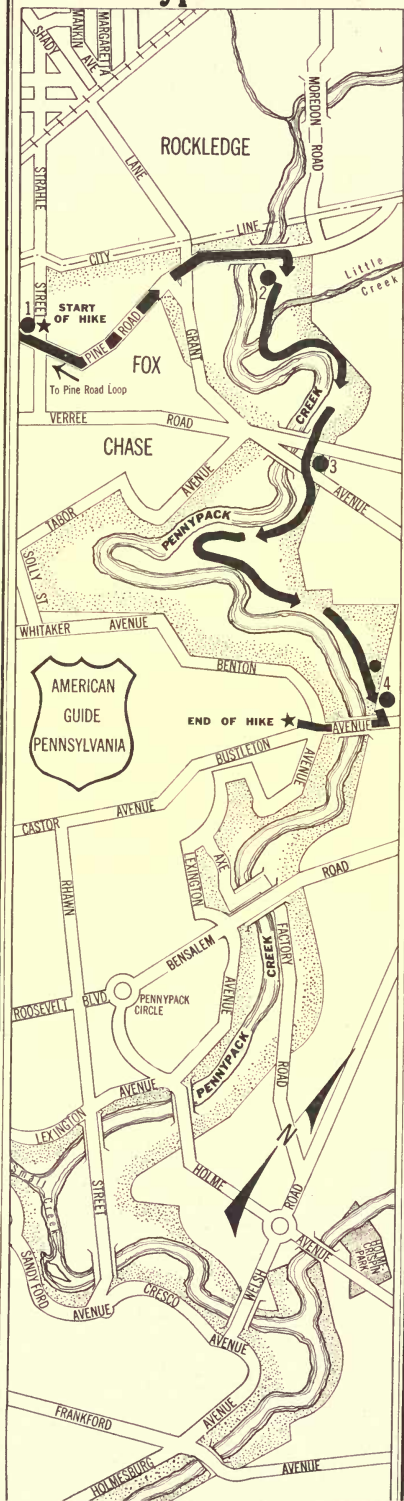 SHADY
AVE
MANKIN
MARGARETTA
MOREDON
ROAD
ROCKLEDGE
LANE
STRAHLE
STREET
CITY
LINE
Little
Creek
1
START
OF HIKE
2
PINE
ROAD
FOX
GRANT
To Pine Road Loop
VERREE
ROAD
CREEK
CHASE
AVENUE
3
AVENUE
PENNYPACK
TABOR
SOLLY ST.
WHITAKER
AVENUE
BENTON
4
AMERICAN
GUIDE
PENNSYLVANIA
END OF HIKE
AVENUE
BUSTLETON
AVENUE
CASTOR
AVENUE
AXE
LEXINGTON
ROAD
RHAWN
FACTORY
BENSALEM
CREEK
ROOSEVELT
BLVD
PENNYPACK
CIRCLE
AVENUE
PENNYPACK
ROAD
AVENUE
LEXINGTON
N
Small Creek
STREET
HOLME
ROAD
AVENUE
PARK
SANDYFORD
AVENUE
CRESCO
WELSH
AVENUE
FRANKFORD
AVENUE
AVENUE
HOLMESBURG